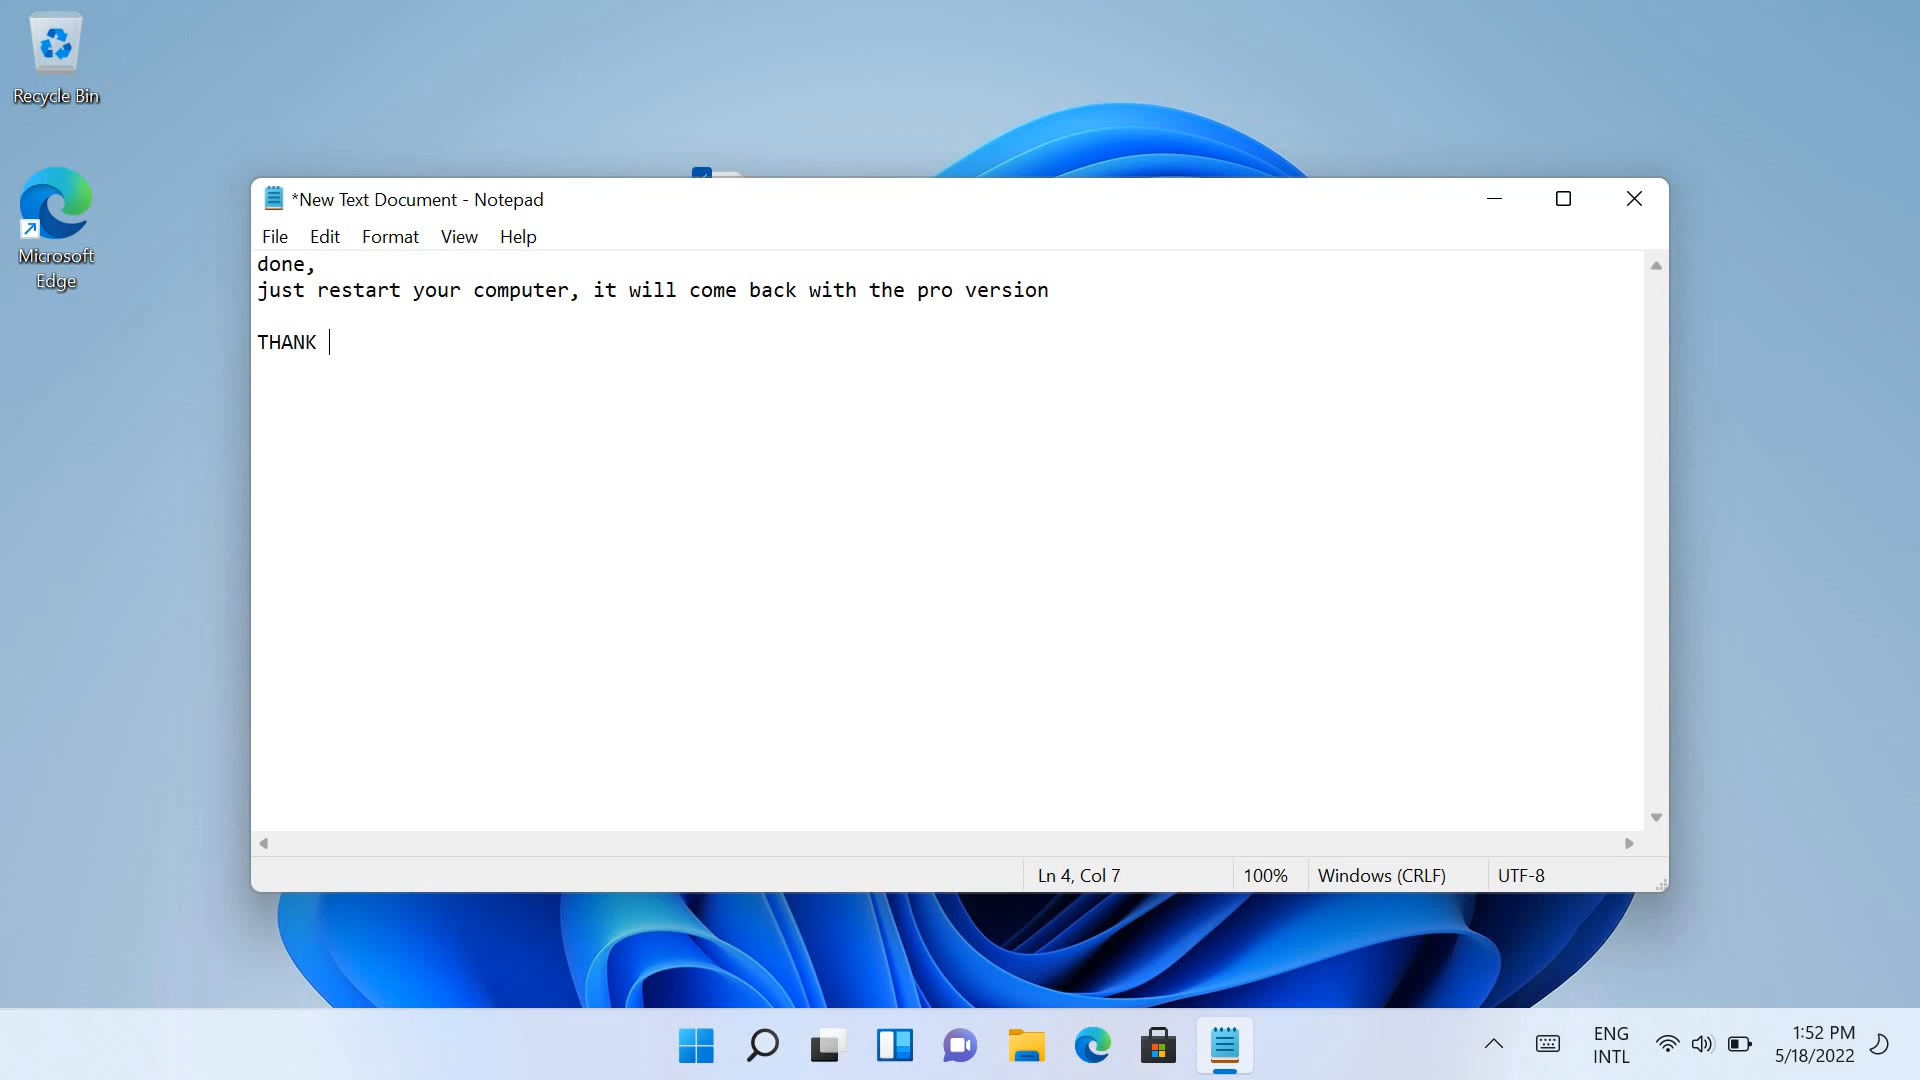 Recycle Bin
Microsoft
Edge
*New Text Document - Notepad
File Edit Format View Help
done,
just restart your computer, it will come back with the pro version
THANK
Ln 4, Col 7 100% Windows (CRLF) UTF-8
ENG
INTL
1:52 PM
5/18/2022